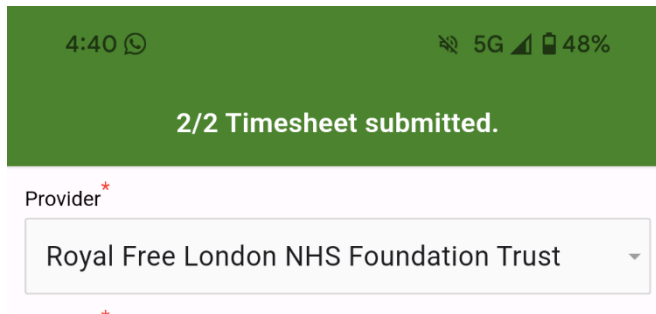 4:40 5G 48%
2/2 Timesheet submitted.
Provider*
Royal Free London NHS Foundation Trust
*